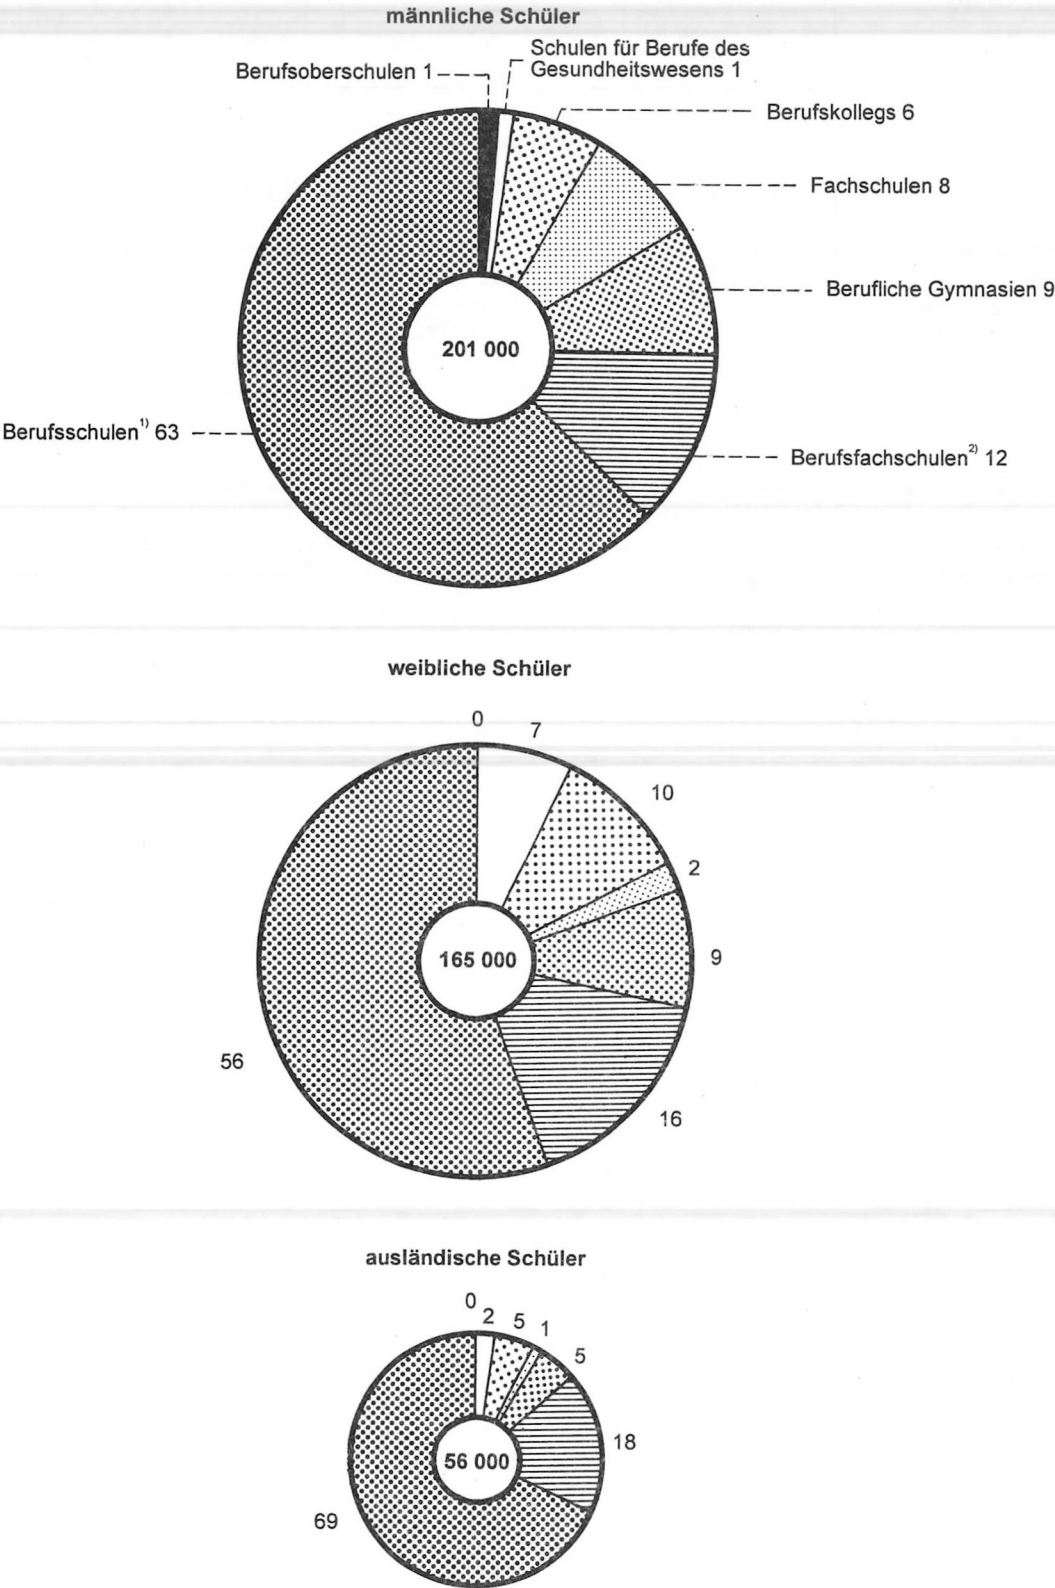 männliche Schüler
Berufsoberschulen 1
Schulen für Berufe des
Gesundheitswesens 1
Berufskollegs 6
Fachschulen 8
Berufliche Gymnasien 9
201 000
Berufsschulen¹⁾ 63
Berufsfachschulen²⁾ 12
weibliche Schüler
0
7
10
2
9
165 000
56
16
ausländische Schüler
0
2
5
1
5
18
56 000
69